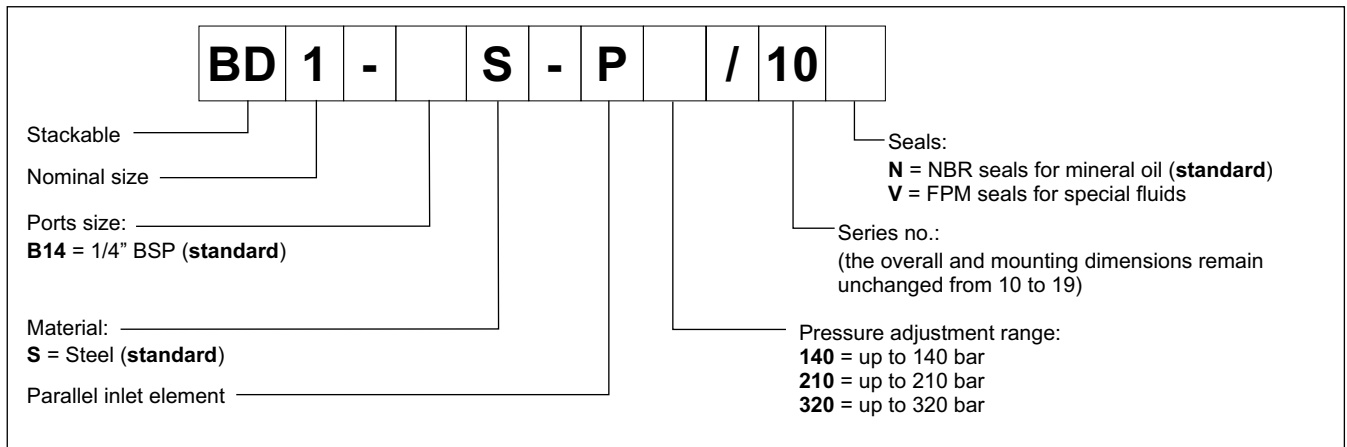 BD 1 - S - P / 10
Stackable
Nominal size
Ports size:
B14 = 1/4” BSP (standard)
Material:
S = Steel (standard)
Parallel inlet element
Seals:
N = NBR seals for mineral oil (standard)
V = FPM seals for special fluids
Series no.:
(the overall and mounting dimensions remain
unchanged from 10 to 19)
Pressure adjustment range:
140 = up to 140 bar
210 = up to 210 bar
320 = up to 320 bar